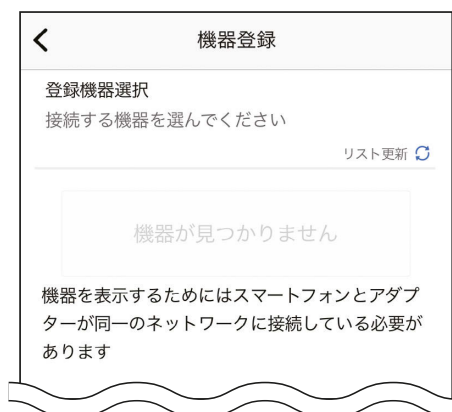 機器登録
登録機器選択
接続する機器を選んでください
リスト更新
機器が見つかりません
機器を表示するためにはスマートフォンとアダプ
ターが同一のネットワークに接続している必要が
あります